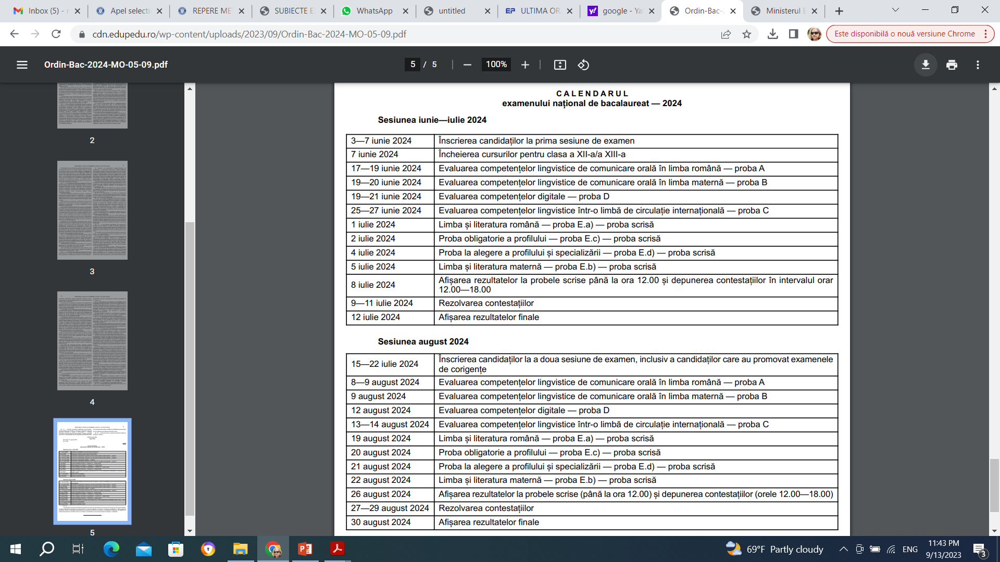 Inbox (5) -
Apel selecti
REPERE ME
SUBIECTE E
WhatsApp
untitled
ULTIMA OR
google - Ya
Ordin-Bac-2
Ministerul E
cdn.edupedu.ro/wp-content/uploads/2023/09/Ordin-Bac-2024-MO-05-09.pdf
Este disponibilă o nouă versiune Chrome
Ordin-Bac-2024-MO-05-09.pdf
5 / 5
100%
2
3
4
5
CALENDARUL
examenului național de bacalaureat — 2024
Sesiunea iunie—iulie 2024
3—7 iunie 2024 Înscrierea candidaților la prima sesiune de examen
7 iunie 2024 Încheierea cursurilor pentru clasa a XII-a/a XIII-a
17—19 iunie 2024 Evaluarea competențelor lingvistice de comunicare orală în limba română — proba A
19—20 iunie 2024 Evaluarea competențelor lingvistice de comunicare orală în limba maternă — proba B
19—21 iunie 2024 Evaluarea competențelor digitale — proba D
25—27 iunie 2024 Evaluarea competențelor lingvistice într-o limbă de circulație internațională — proba C
1 iulie 2024 Limba și literatura română — proba E.a) — proba scrisă
2 iulie 2024 Proba obligatorie a profilului — proba E.c) — proba scrisă
4 iulie 2024 Proba la alegere a profilului și specializării — proba E.d) — proba scrisă
5 iulie 2024 Limba și literatura maternă — proba E.b) — proba scrisă
8 iulie 2024 Afișarea rezultatelor la probele scrise până la ora 12.00 și depunerea contestațiilor în intervalul orar
12.00—18.00
9—11 iulie 2024 Rezolvarea contestațiilor
12 iulie 2024 Afișarea rezultatelor finale
Sesiunea august 2024
15—22 iulie 2024 Înscrierea candidaților la a doua sesiune de examen, inclusiv a candidaților care au promovat examenele
de corigențe
8—9 august 2024 Evaluarea competențelor lingvistice de comunicare orală în limba română — proba A
9 august 2024 Evaluarea competențelor lingvistice de comunicare orală în limba maternă — proba B
12 august 2024 Evaluarea competențelor digitale — proba D
13—14 august 2024 Evaluarea competențelor lingvistice într-o limbă de circulație internațională — proba C
19 august 2024 Limba și literatura română — proba E.a) — proba scrisă
20 august 2024 Proba obligatorie a profilului — proba E.c) — proba scrisă
21 august 2024 Proba la alegere a profilului și specializării — proba E.d) — proba scrisă
22 august 2024 Limba și literatura maternă — proba E.b) — proba scrisă
26 august 2024 Afișarea rezultatelor la probele scrise (până la ora 12.00) și depunerea contestațiilor (orele 12.00—18.00)
27—29 august 2024 Rezolvarea contestațiilor
30 august 2024 Afișarea rezultatelor finale
69°F Partly cloudy
ENG
11:43 PM
9/13/2023
3